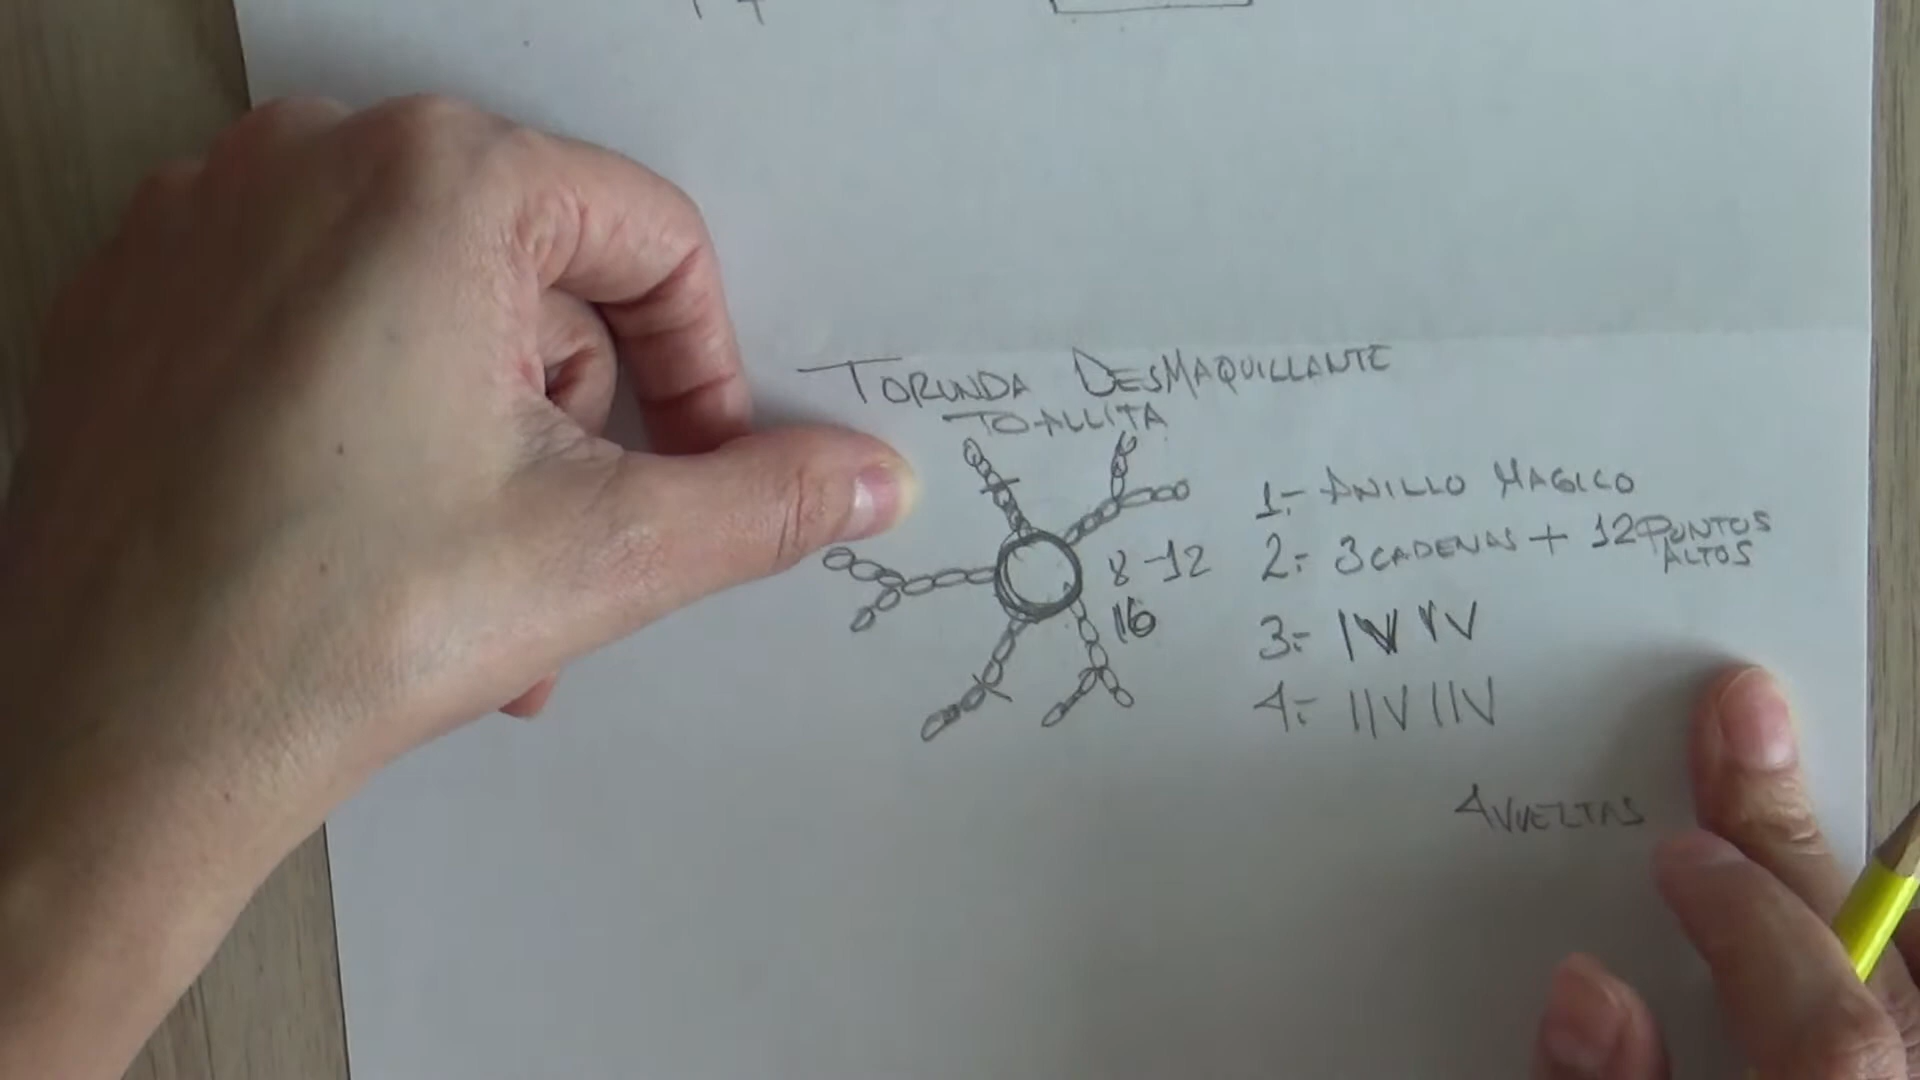 TORUNDA DESMAQUILLANTE
TOALLITA
1.- ANILLO MAGICO
2.- 3 CADENAS + 12 PUNTOS
ALTOS
8-12
16
3.- IV IV
4.- IIV IIV
4 VUELTAS